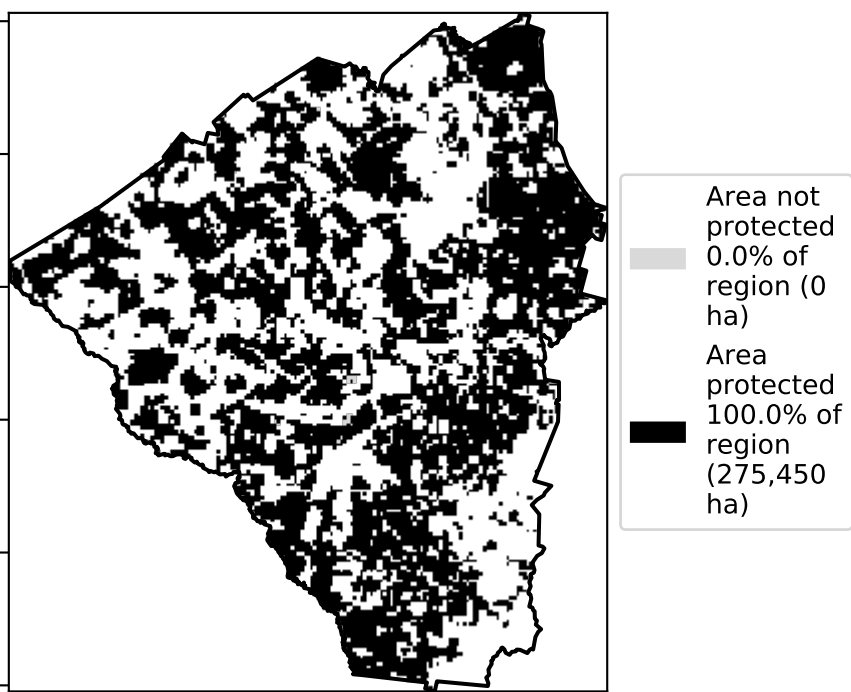 Area not
protected
0.0% of
region (0
ha)
Area
protected
100.0% of
region
(275,450
ha)